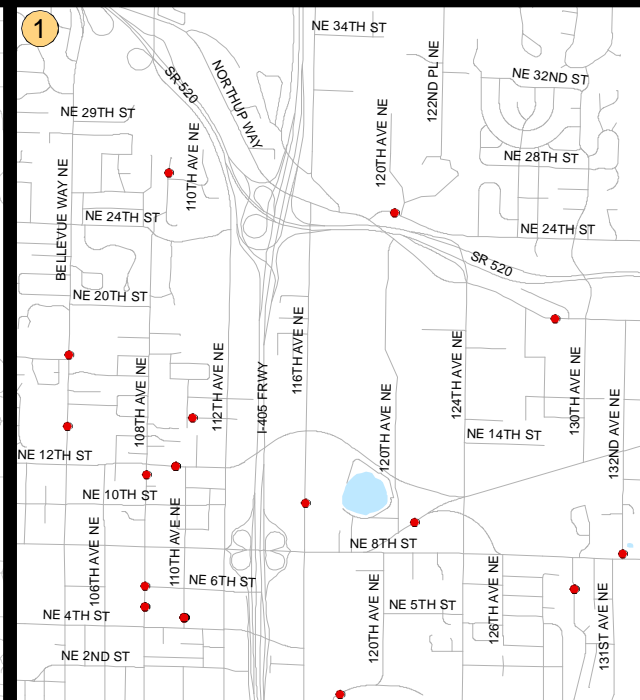 1
NE 34TH ST
SR 520
NORTHUP WAY
122ND PL NE
NE 32ND ST
NE 29TH ST
110TH AVE NE
120TH AVE NE
NE 28TH ST
BELLEVUE WAY NE
NE 24TH ST
NE 24TH ST
SR 520
NE 20TH ST
116TH AVE NE
108TH AVE NE
112TH AVE NE
I-405 FRWY
124TH AVE NE
120TH AVE NE
130TH AVE NE
132ND AVE NE
NE 14TH ST
NE 12TH ST
NE 10TH ST
110TH AVE NE
106TH AVE NE
NE 8TH ST
NE 6TH ST
126TH AVE NE
120TH AVE NE
NE 5TH ST
131ST AVE NE
NE 4TH ST
NE 2ND ST